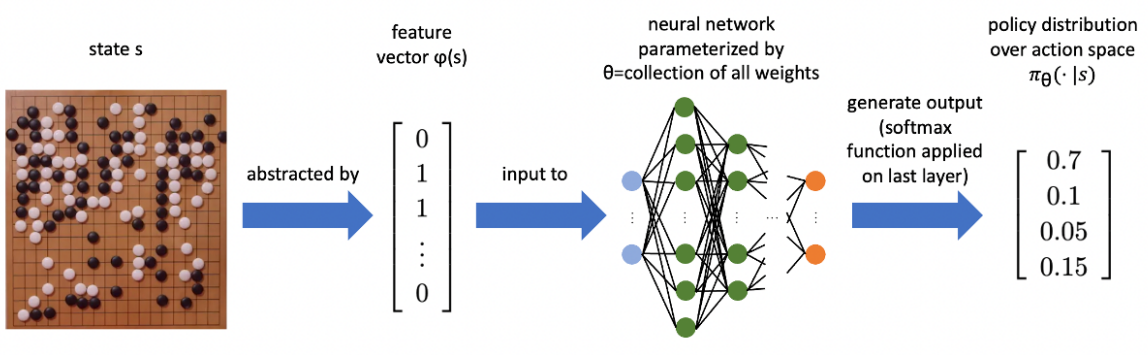 state s
abstracted by
feature
vector φ(s)
0
1
1
⋮
0
input to
neural network
parameterized by
θ=collection of all weights
⋮
⋮
⋮
...
⋮
generate output
(softmax
function applied
on last layer)
policy distribution
over action space
π_θ(· |s)
0.7
0.1
0.05
0.15